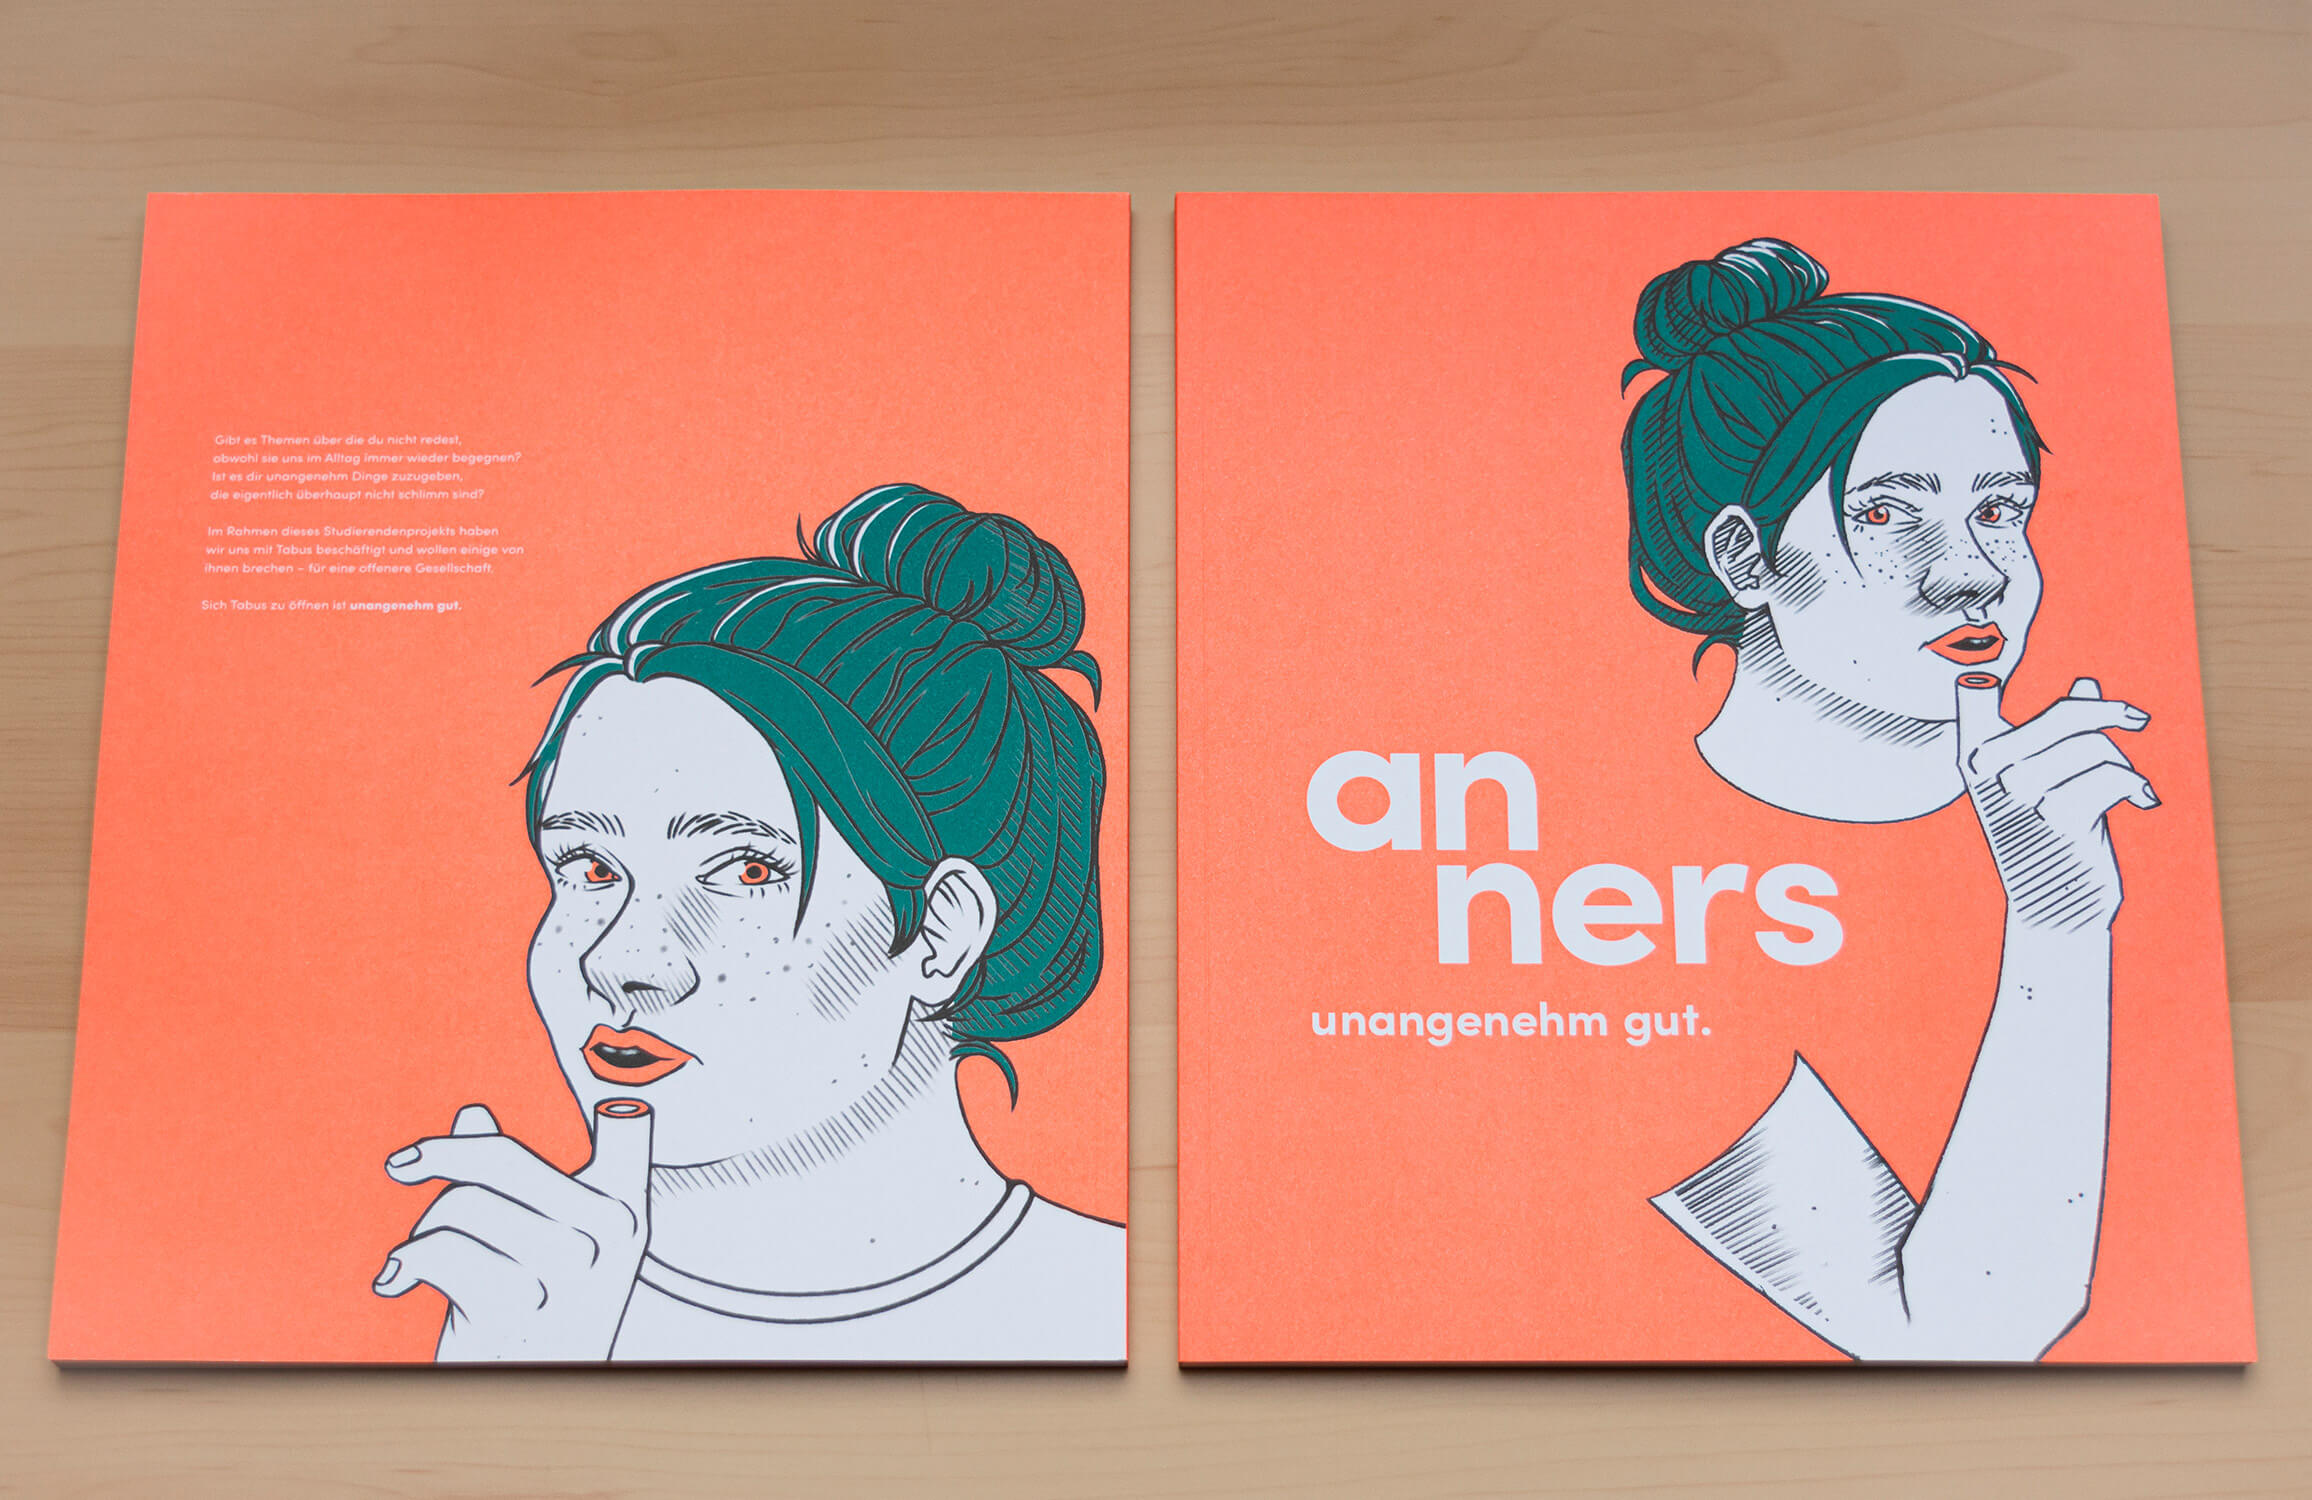 Gibt es Themen über die du nicht redest,
obwohl sie uns im Alltag immer wieder begegnen?
Ist es dir unangenehm Dinge zuzugeben,
die eigentlich überhaupt nicht schlimm sind?
Im Rahmen dieses Studierendenprojekts haben
wir uns mit Tabus beschäftigt und wollen einige von
ihnen brechen – für eine offenere Gesellschaft.
Sich Tabus zu öffnen ist unangenehm gut.
an
ners
unangenehm gut.